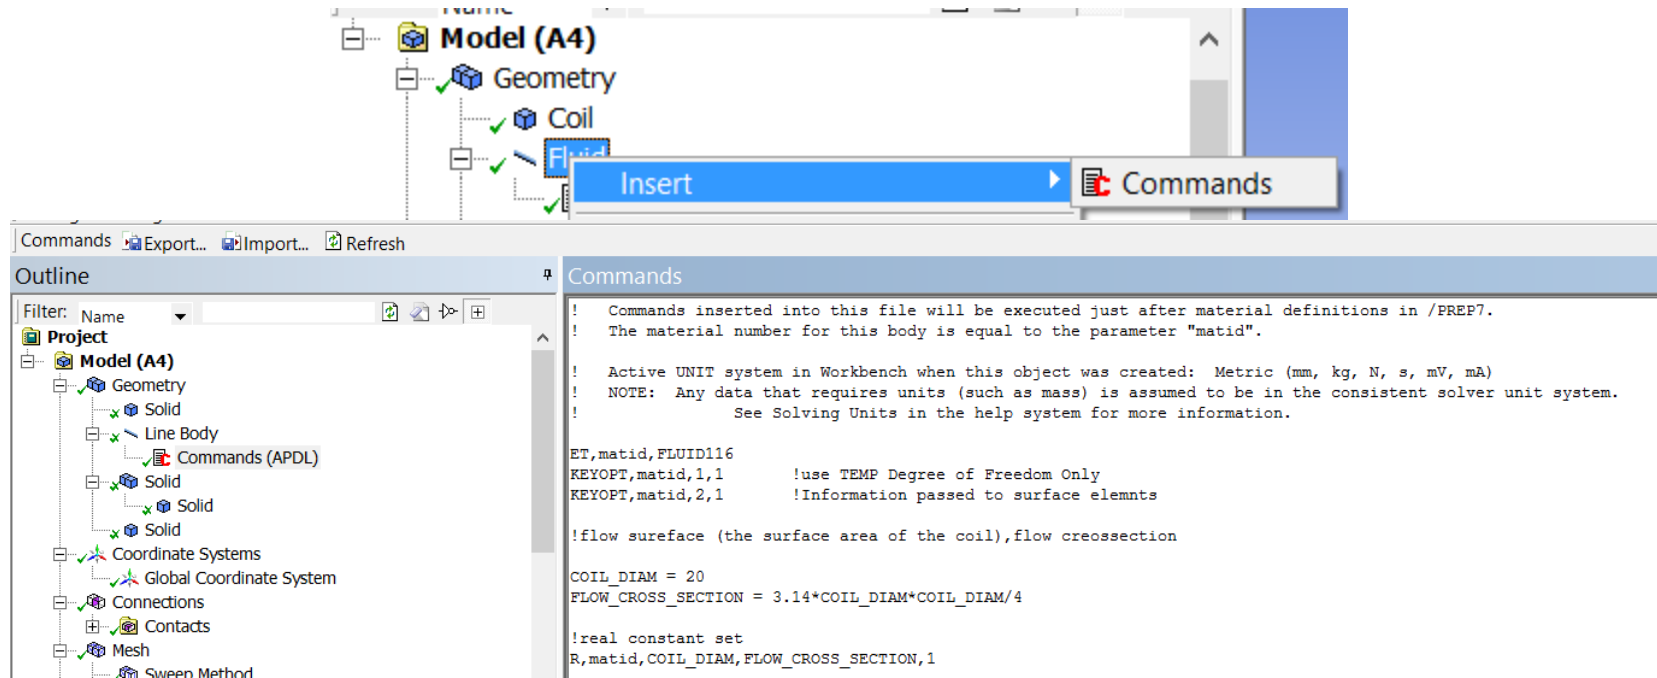 Name
Model (A4)
Geometry
Coil
Fluid
Insert
Commands
Commands Export... Import... Refresh
Outline
Filter: Name
Project
Model (A4)
Geometry
Solid
Line Body
Commands (APDL)
Solid
Solid
Solid
Coordinate Systems
Global Coordinate System
Connections
Contacts
Mesh
Sweep Method
Commands
! Commands inserted into this file will be executed just after material definitions in /PREP7.
! The material number for this body is equal to the parameter "matid".
! Active UNIT system in Workbench when this object was created: Metric (mm, kg, N, s, mV, mA)
! NOTE: Any data that requires units (such as mass) is assumed to be in the consistent solver unit system.
! See Solving Units in the help system for more information.
ET,matid,FLUID116
KEYOPT,matid,1,1 !use TEMP Degree of Freedom Only
KEYOPT,matid,2,1 !Information passed to surface elemnts
!flow sureface (the surface area of the coil),flow creossection
COIL_DIAM = 20
FLOW_CROSS_SECTION = 3.14*COIL_DIAM*COIL_DIAM/4
!real constant set
R,matid,COIL_DIAM,FLOW_CROSS_SECTION,1